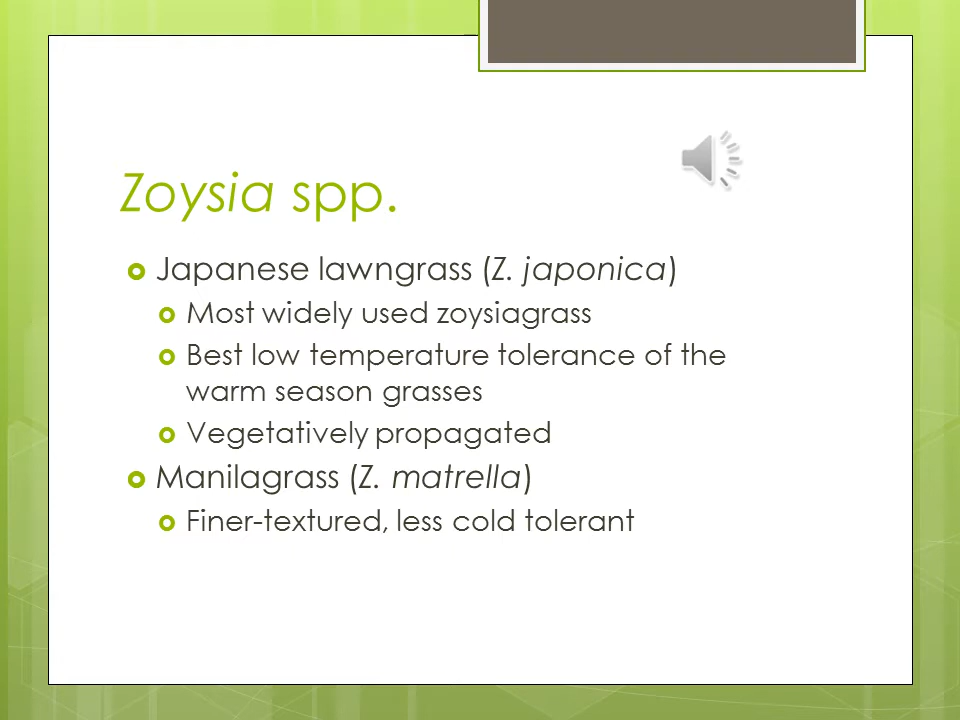 Zoysia spp.
Japanese lawngrass (Z. japonica)
Most widely used zoysiagrass
Best low temperature tolerance of the
warm season grasses
Vegetatively propagated
Manilagrass (Z. matrella)
Finer-textured, less cold tolerant